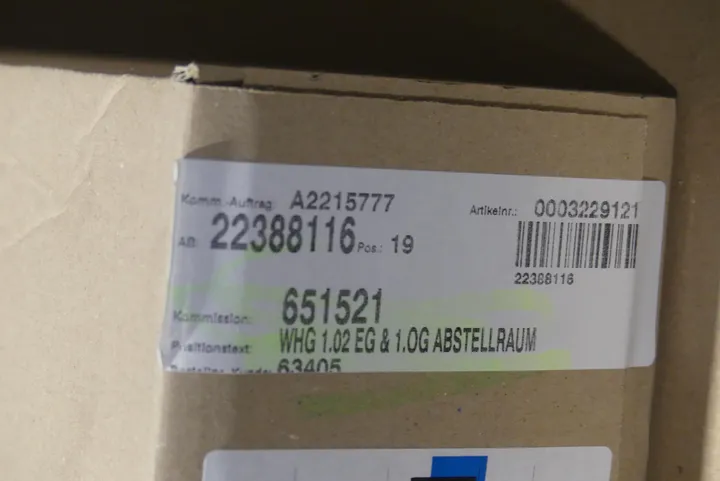 Komm.-Auftrag: A2215777
Artikelnr.: 0003229121
AB: 22388116 Pos.: 19
22388116
Kommission: 651521
Positionstext: WHG 1.02 EG & 1.OG ABSTELLRAUM
63405